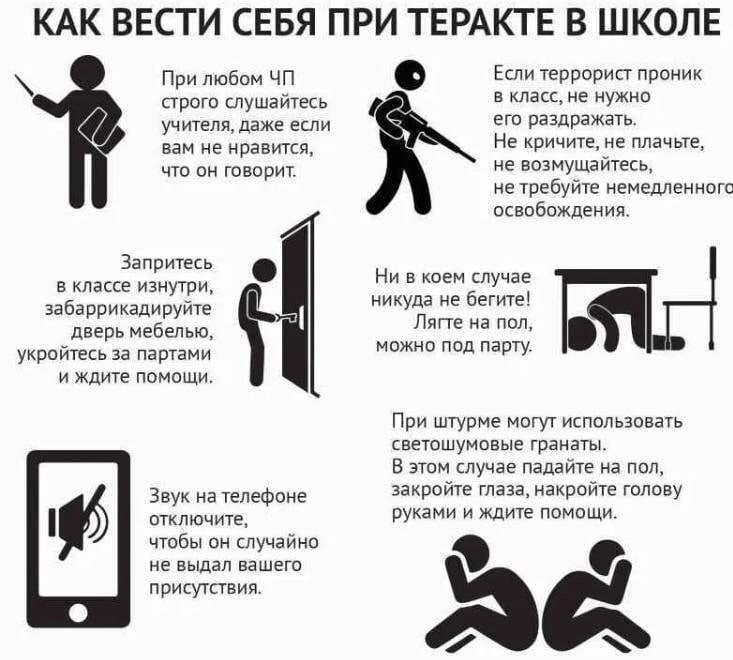 КАК ВЕСТИ СЕБЯ ПРИ ТЕРАКТЕ В ШКОЛЕ
При любом ЧП
строго слушайтесь
учителя, даже если
вам не нравится,
что он говорит.
Если террорист проник
в класс, не нужно
его раздражать.
Не кричите, не плачьте,
не возмущайтесь,
не требуйте немедленного
освобождения.
Запритесь
в классе изнутри,
забаррикадируйте
дверь мебелью,
укройтесь за партами
и ждите помощи.
Ни в коем случае
никуда не бегите!
Лягте на пол,
можно под парту.
Звук на телефоне
отключите,
чтобы он случайно
не выдал вашего
присутствия.
При штурме могут использовать
светошумовые гранаты.
В этом случае падайте на пол,
закройте глаза, накройте голову
руками и ждите помощи.